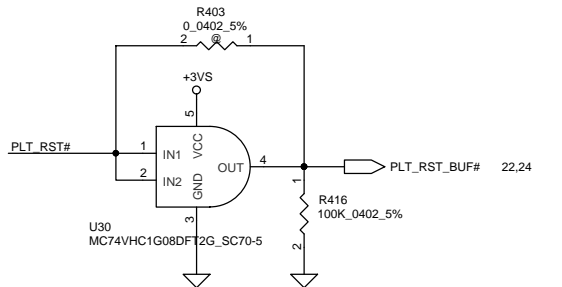 R403
0_0402_5%
2 @ 1
+3VS
5
PLT_RST#
1 IN1 VCC
OUT 4
PLT_RST_BUF# 22,24
2 IN2 GND
1
R416
100K_0402_5%
3
2
U30
MC74VHC1G08DFT2G_SC70-5